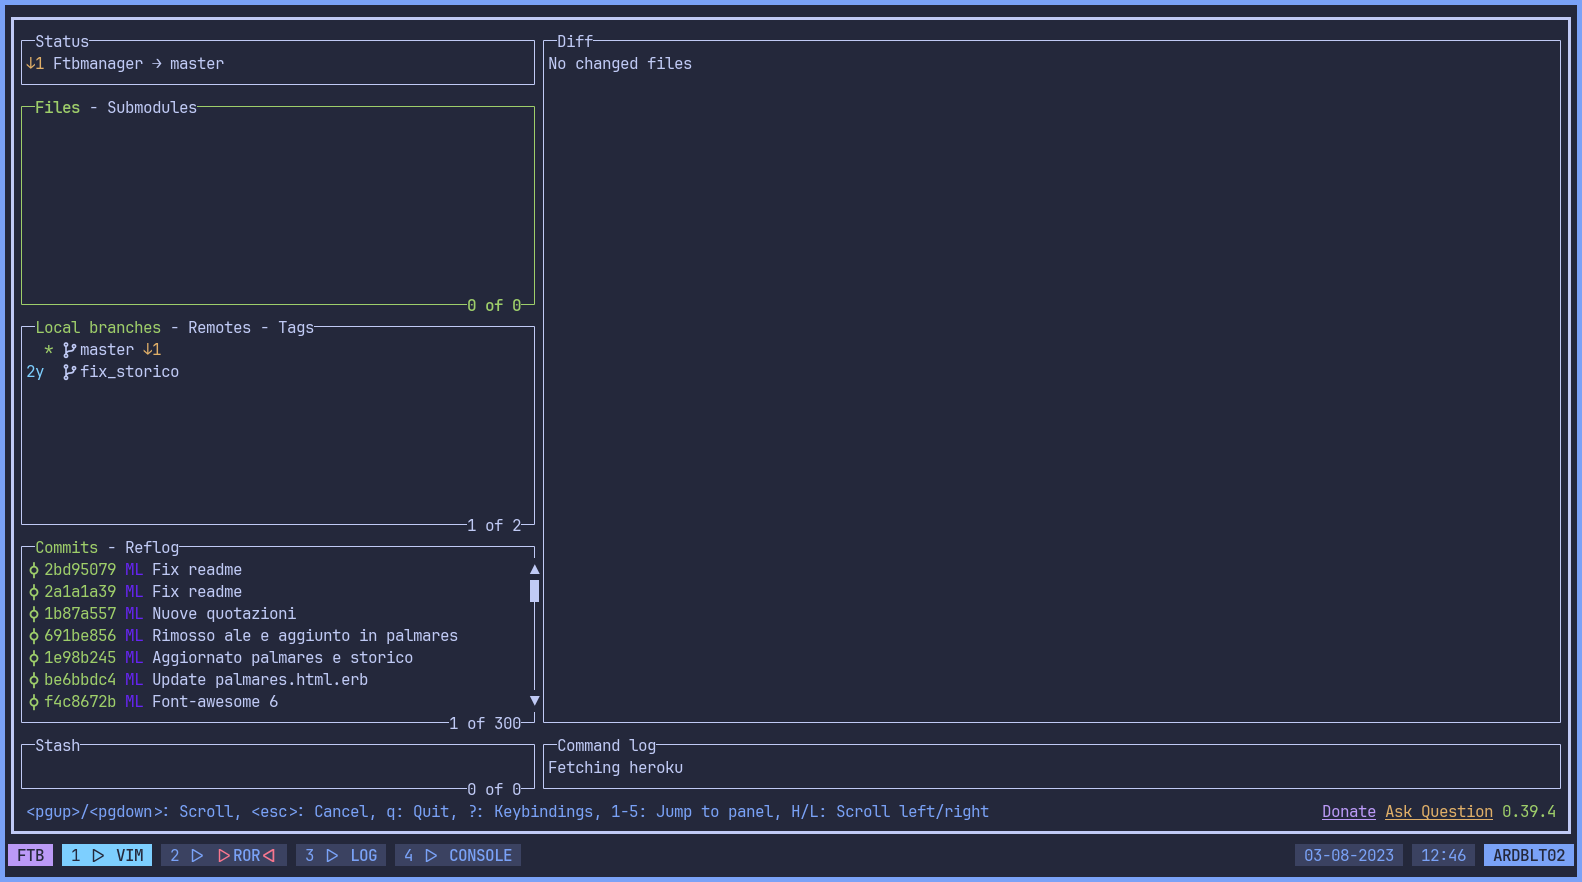 Status
↓1 Ftbmanager → master
Files - Submodules
0 of 0
Local branches - Remotes - Tags
* master ↓1
2y fix_storico
1 of 2
Commits - Reflog
2bd95079 ML Fix readme
2a1a1a39 ML Fix readme
1b87a557 ML Nuove quotazioni
691be856 ML Rimosso ale e aggiunto in palmares
1e98b245 ML Aggiornato palmares e storico
be6bbdc4 ML Update palmares.html.erb
f4c8672b ML Font-awesome 6
1 of 300
Stash
0 of 0
Diff
No changed files
Command log
Fetching heroku
<pgup>/<pgdown>: Scroll, <esc>: Cancel, q: Quit, ?: Keybindings, 1-5: Jump to panel, H/L: Scroll left/right
Donate Ask Question 0.39.4
FTB 1 ▷ VIM 2 ▷ ▷ROR◁ 3 ▷ LOG 4 ▷ CONSOLE 03-08-2023 12:46 ARDBLT02